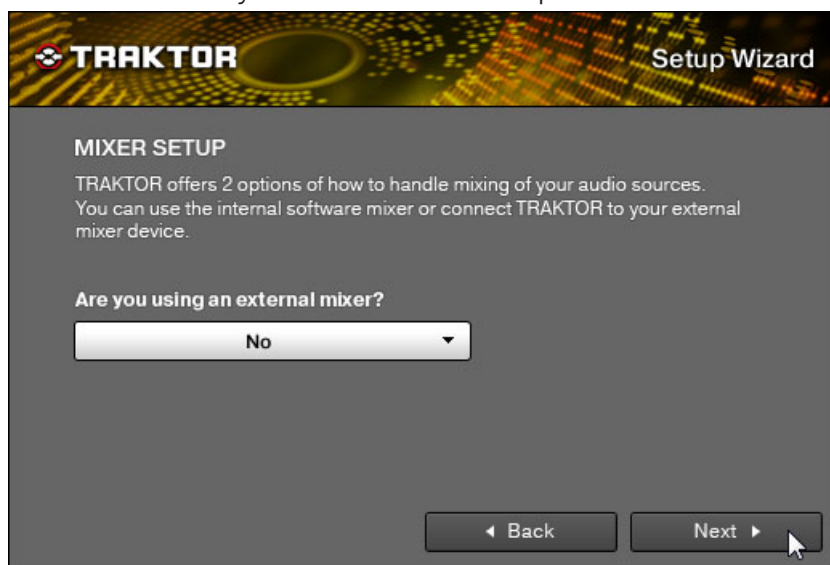 TRAKTOR
Setup Wizard
MIXER SETUP
TRAKTOR offers 2 options of how to handle mixing of your audio sources.
You can use the internal software mixer or connect TRAKTOR to your external
mixer device.
Are you using an external mixer?
No
Back
Next